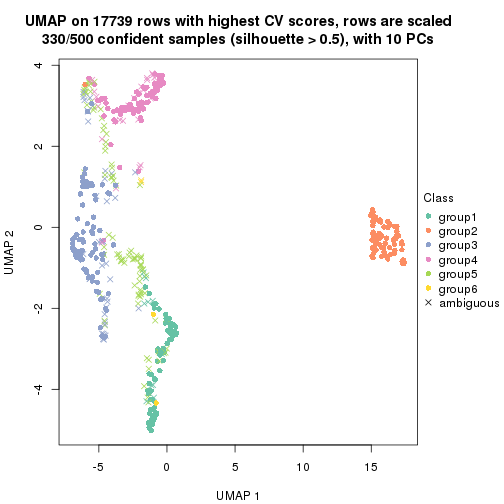 UMAP on 17739 rows with highest CV scores, rows are scaled
330/500 confident samples (silhouette > 0.5), with 10 PCs
4
2
0
-2
-4
UMAP 2
-5
0
5
10
15
UMAP 1
Class
group1
group2
group3
group4
group5
group6
ambiguous